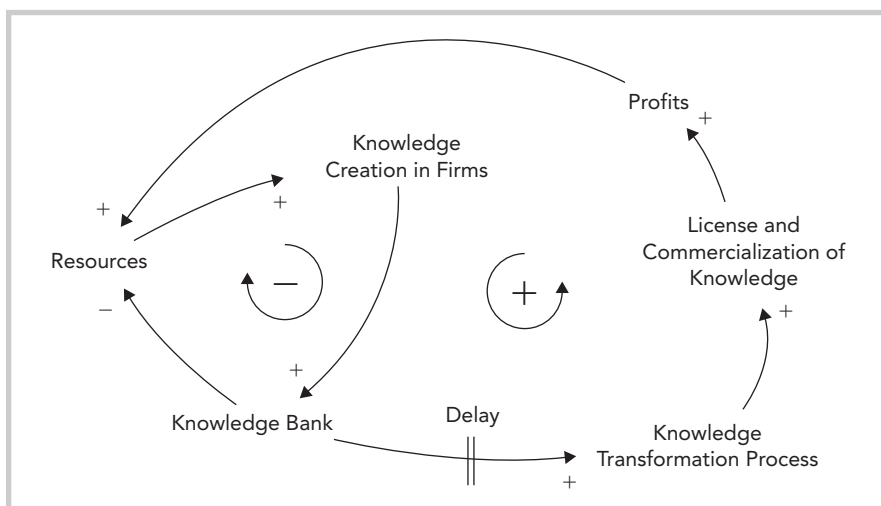 Profits
+
Knowledge
Creation in Firms
+
+
License and
Commercialization of
Knowledge
Resources
−
+
−
+
+
Delay
Knowledge Bank
Knowledge
Transformation Process
+